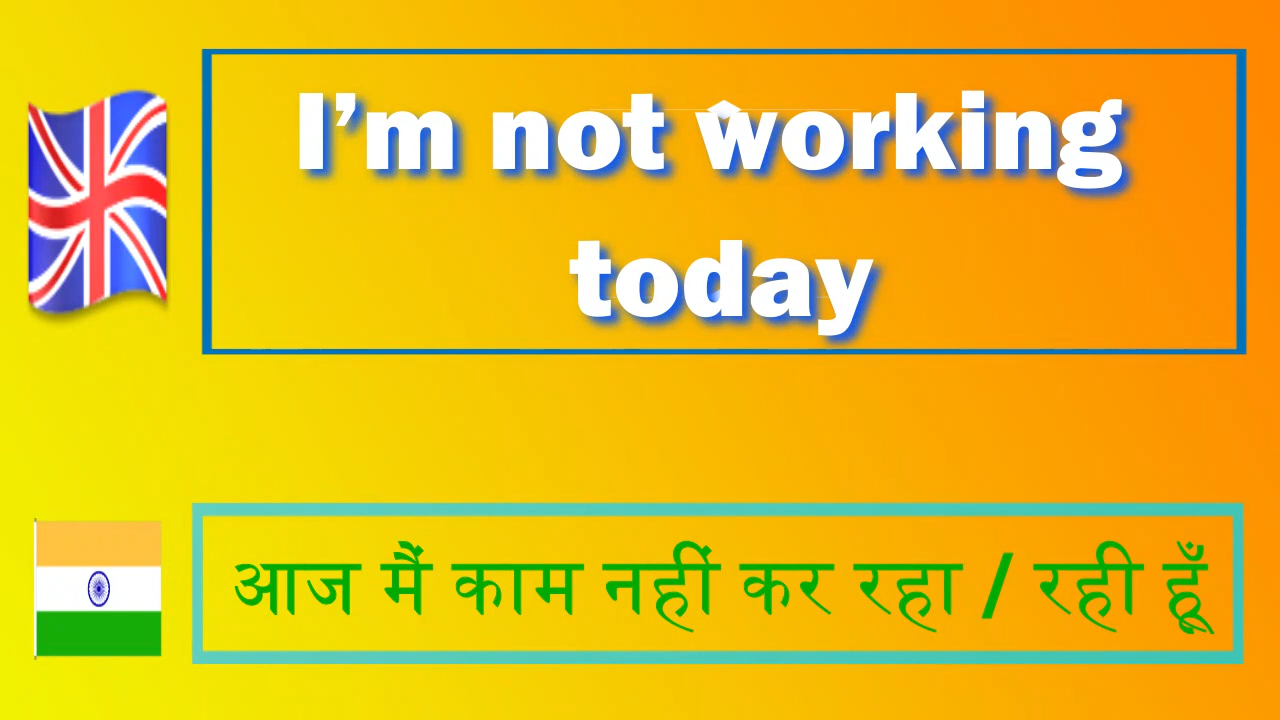 I’m not working
today
आज मैं काम नहीं कर रहा / रही हूँ